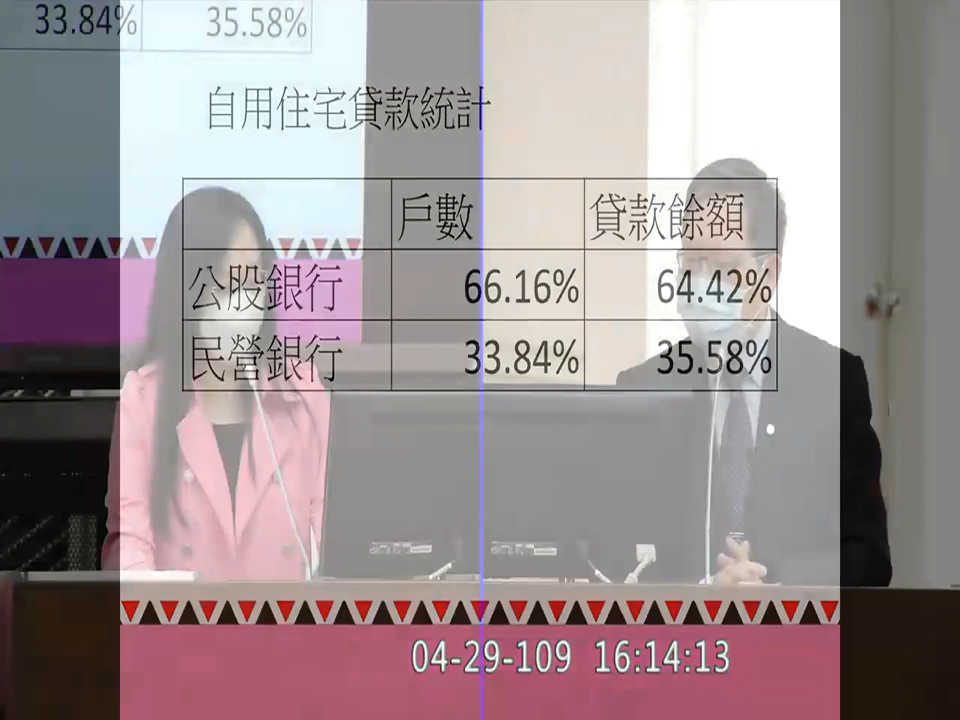 33.84% 35.58%
自用住宅貸款統計
戶數 貸款餘額
公股銀行 66.16% 64.42%
民營銀行 33.84% 35.58%
04-29-109 16:14:13